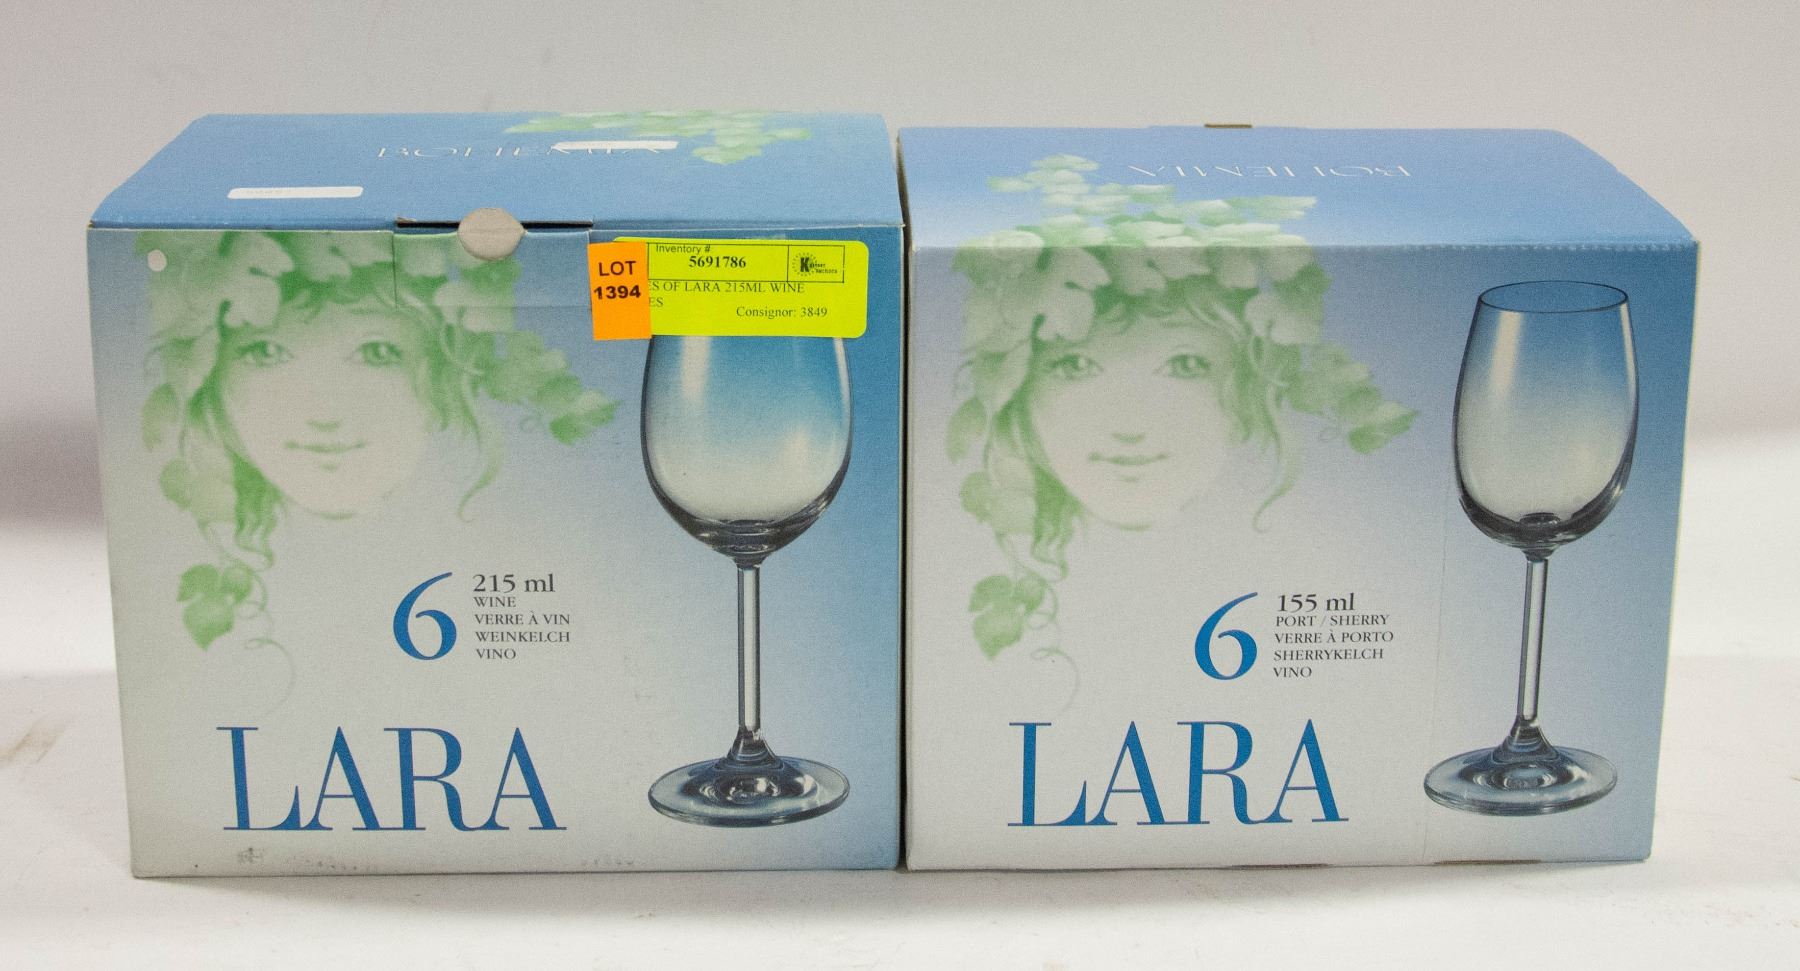 BOHEMIA
LOT
1394
Inventory #
5691786
ES OF LARA 215ML WINE
ES
Consignor: 3849
6
215 ml
WINE
VERRE À VIN
WEINKELCH
VINO
LARA
BOHEMIA
6
155 ml
PORT / SHERRY
VERRE À PORTO
SHERRYKELCH
VINO
LARA